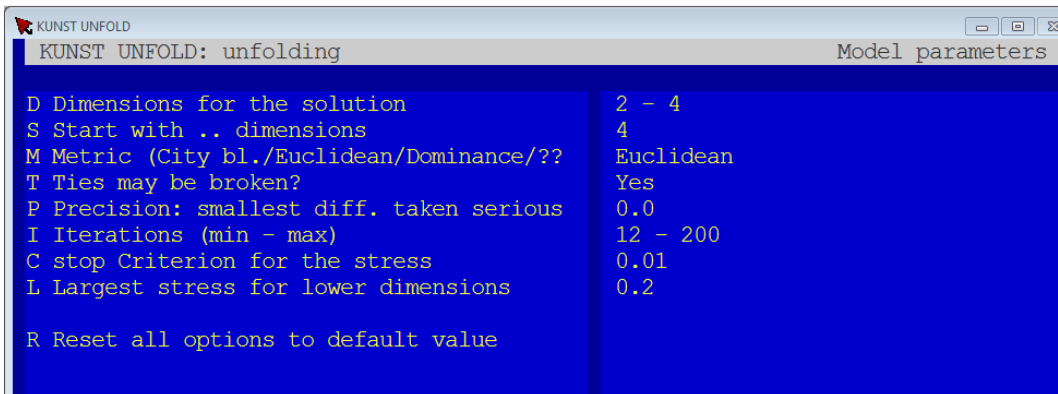 KUNST UNFOLD
KUNST UNFOLD: unfolding Model parameters
D Dimensions for the solution 2 - 4
S Start with .. dimensions 4
M Metric (City bl./Euclidean/Dominance/?? Euclidean
T Ties may be broken? Yes
P Precision: smallest diff. taken serious 0.0
I Iterations (min - max) 12 - 200
C stop Criterion for the stress 0.01
L Largest stress for lower dimensions 0.2
R Reset all options to default value